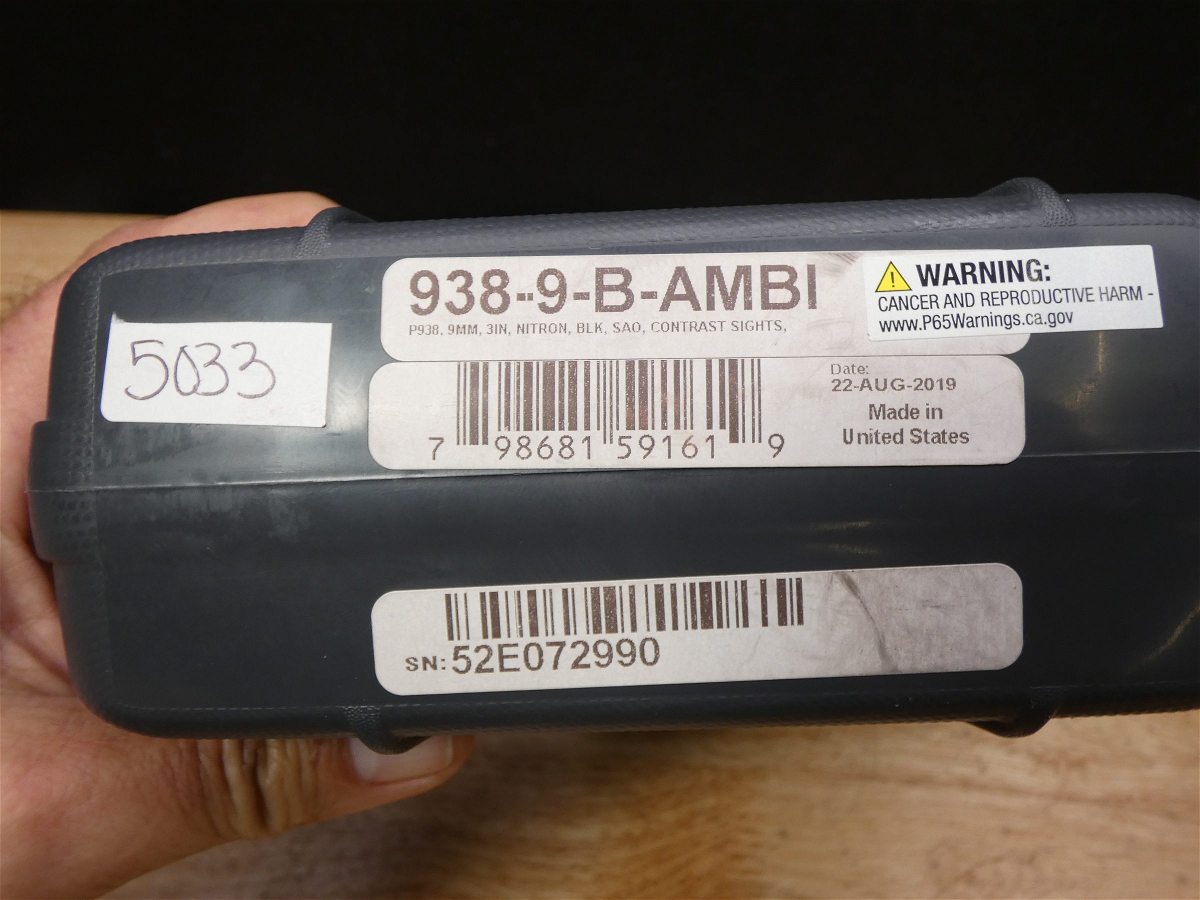 938-9-B-AMBI
P938, 9MM, 3IN, NITRON, BLK, SAO, CONTRAST SIGHTS,
WARNING:
CANCER AND REPRODUCTIVE HARM -
www.P65Warnings.ca.gov
5033
7 98681 59161 9
Date:
22-AUG-2019
Made in
United States
SN: 52E072990